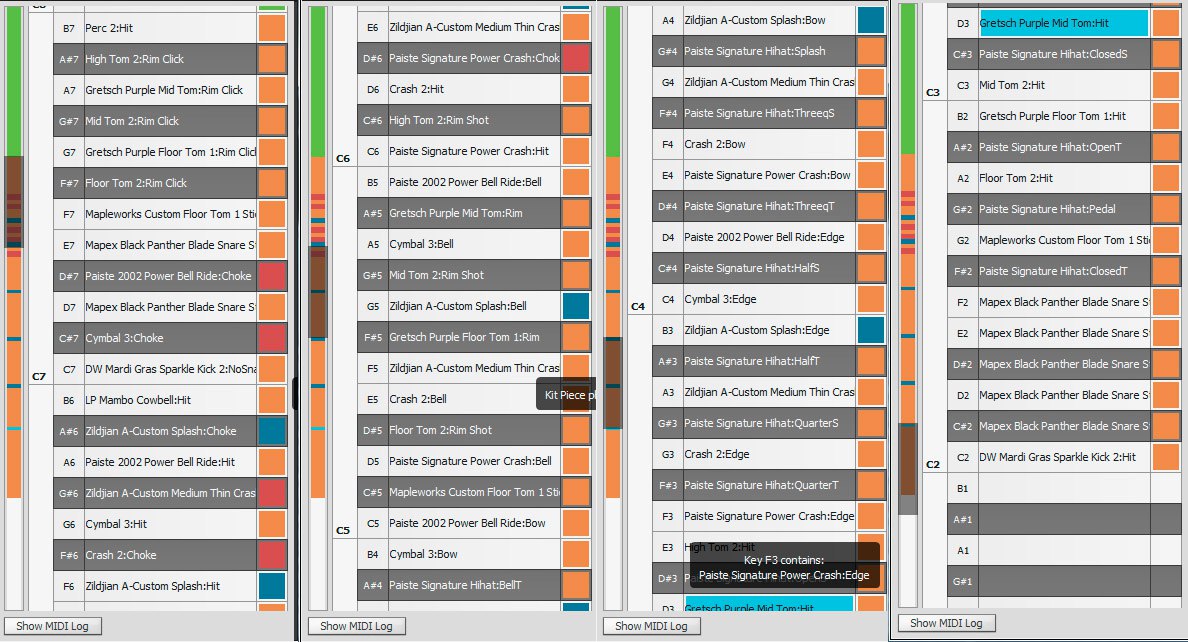 B7 Perc 2:Hit
A#7 High Tom 2:Rim Click
A7 Gretsch Purple Mid Tom:Rim Click
G#7 Mid Tom 2:Rim Click
G7 Gretsch Purple Floor Tom 1:Rim Clic
F#7 Floor Tom 2:Rim Click
F7 Mapleworks Custom Floor Tom 1 Sti
E7 Mapex Black Panther Blade Snare S
D#7 Paiste 2002 Power Bell Ride:Choke
D7 Mapex Black Panther Blade Snare S
C#7 Cymbal 3:Choke
C7 C7 DW Mardi Gras Sparkle Kick 2:NoSna
B6 LP Mambo Cowbell:Hit
A#6 Zildjian A-Custom Splash:Choke
A6 Paiste 2002 Power Bell Ride:Hit
G#6 Zildjian A-Custom Medium Thin Cras
G6 Cymbal 3:Hit
F#6 Crash 2:Choke
F6 Zildjian A-Custom Splash:Hit
Show MIDI Log
E6 Zildjian A-Custom Medium Thin Cras
D#6 Paiste Signature Power Crash:Chok
D6 Crash 2:Hit
C#6 High Tom 2:Rim Shot
C6 C6 Paiste Signature Power Crash:Hit
B5 Paiste 2002 Power Bell Ride:Bell
A#5 Gretsch Purple Mid Tom:Rim
A5 Cymbal 3:Bell
G#5 Mid Tom 2:Rim Shot
G5 Zildjian A-Custom Splash:Bell
F#5 Gretsch Purple Floor Tom 1:Rim
F5 Zildjian A-Custom Medium Thin Cras
E5 Crash 2:Bell
Kit Piece pl
D#5 Floor Tom 2:Rim Shot
D5 Paiste Signature Power Crash:Bell
C#5 Mapleworks Custom Floor Tom 1 Sti
C5 C5 Paiste 2002 Power Bell Ride:Bow
B4 Cymbal 3:Bow
A#4 Paiste Signature Hihat:BellT
Show MIDI Log
A4 Zildjian A-Custom Splash:Bow
G#4 Paiste Signature Hihat:Splash
G4 Zildjian A-Custom Medium Thin Cras
F#4 Paiste Signature Hihat:ThreeqS
F4 Crash 2:Bow
E4 Paiste Signature Power Crash:Bow
D#4 Paiste Signature Hihat:ThreeqT
D4 Paiste 2002 Power Bell Ride:Edge
C#4 Paiste Signature Hihat:HalfS
C4 C4 Cymbal 3:Edge
B3 Zildjian A-Custom Splash:Edge
A#3 Paiste Signature Hihat:HalfT
A3 Zildjian A-Custom Medium Thin Cras
G#3 Paiste Signature Hihat:QuarterS
G3 Crash 2:Edge
F#3 Paiste Signature Hihat:QuarterT
F3 Paiste Signature Power Crash:Edge
E3 High Tom 2:Hit
Key F3 contains:
D#3 Paiste Signature Power Crash:Edge
D3 Gretsch Purple Mid Tom:Hit
Show MIDI Log
D3 Gretsch Purple Mid Tom:Hit
C#3 Paiste Signature Hihat:ClosedS
C3 C3 Mid Tom 2:Hit
B2 Gretsch Purple Floor Tom 1:Hit
A#2 Paiste Signature Hihat:OpenT
A2 Floor Tom 2:Hit
G#2 Paiste Signature Hihat:Pedal
G2 Mapleworks Custom Floor Tom 1 Sti
F#2 Paiste Signature Hihat:ClosedT
F2 Mapex Black Panther Blade Snare S
E2 Mapex Black Panther Blade Snare S
D#2 Mapex Black Panther Blade Snare S
D2 Mapex Black Panther Blade Snare S
C#2 Mapex Black Panther Blade Snare S
C2 C2 DW Mardi Gras Sparkle Kick 2:Hit
B1
A#1
A1
G#1
Show MIDI Log